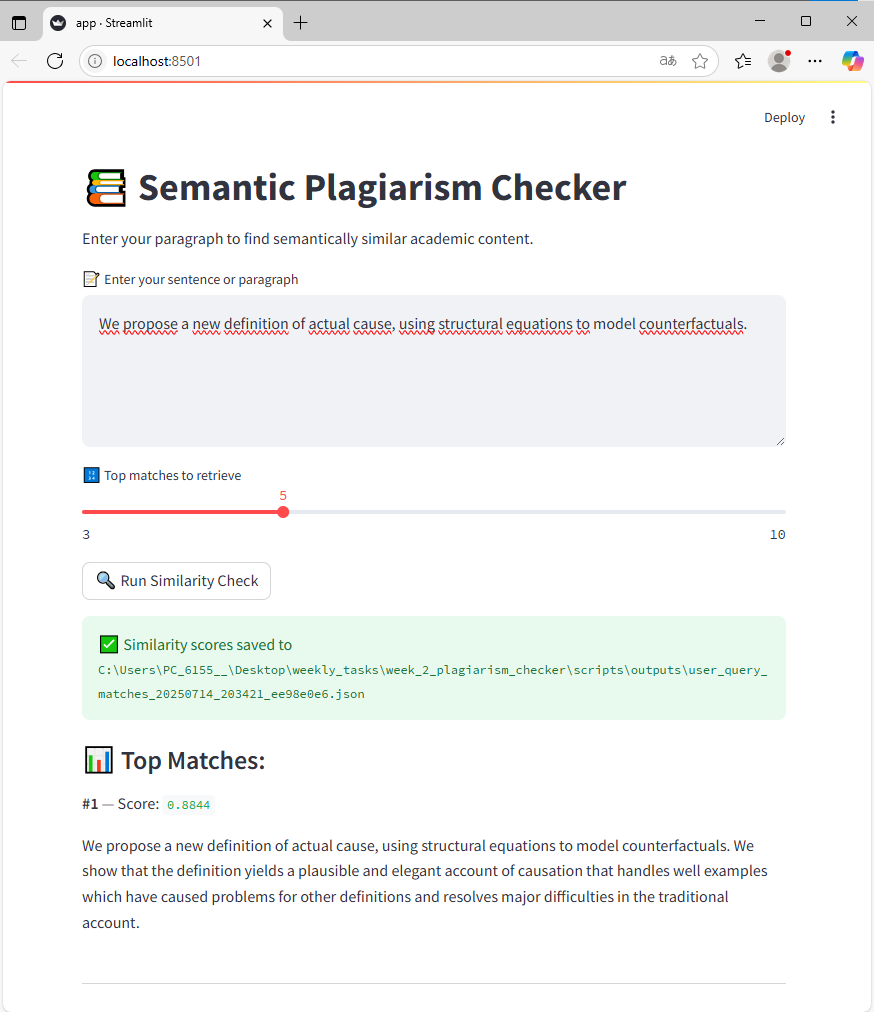 app · Streamlit
localhost:8501
Deploy
Semantic Plagiarism Checker
Enter your paragraph to find semantically similar academic content.
Enter your sentence or paragraph
We propose a new definition of actual cause, using structural equations to model counterfactuals.
Top matches to retrieve
5
3
10
Run Similarity Check
Similarity scores saved to
C:\Users\PC_6155__\Desktop\weekly_tasks\week_2_plagiarism_checker\scripts\outputs\user_query_
matches_20250714_203421_ee98e0e6.json
Top Matches:
#1 — Score: 0.8844
We propose a new definition of actual cause, using structural equations to model counterfactuals. We
show that the definition yields a plausible and elegant account of causation that handles well examples
which have caused problems for other definitions and resolves major difficulties in the traditional
account.